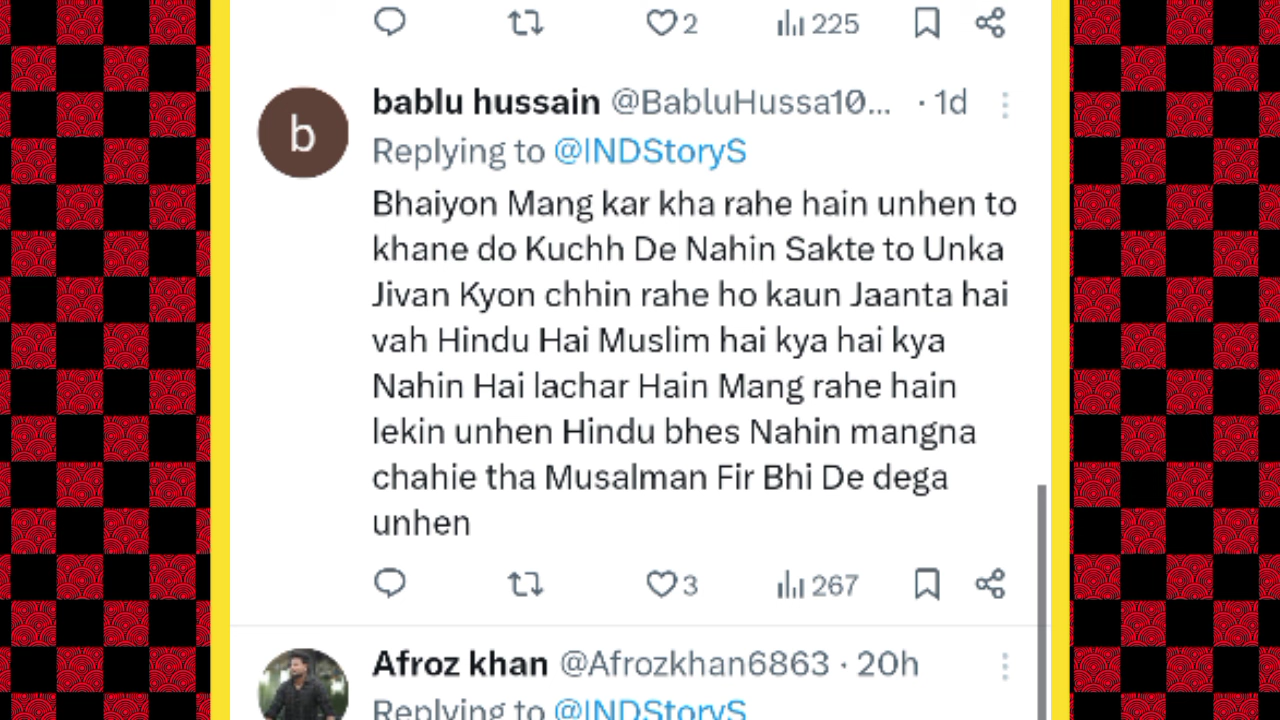 2 225
bablu hussain @BabluHussa10... · 1d
Replying to @INDStoryS
Bhaiyon Mang kar kha rahe hain unhen to
khane do Kuchh De Nahin Sakte to Unka
Jivan Kyon chhin rahe ho kaun Jaanta hai
vah Hindu Hai Muslim hai kya hai kya
Nahin Hai lachar Hain Mang rahe hain
lekin unhen Hindu bhes Nahin mangna
chahie tha Musalman Fir Bhi De dega
unhen
3 267
Afroz khan @Afrozkhan6863 · 20h
Replying to @INDStoryS
b